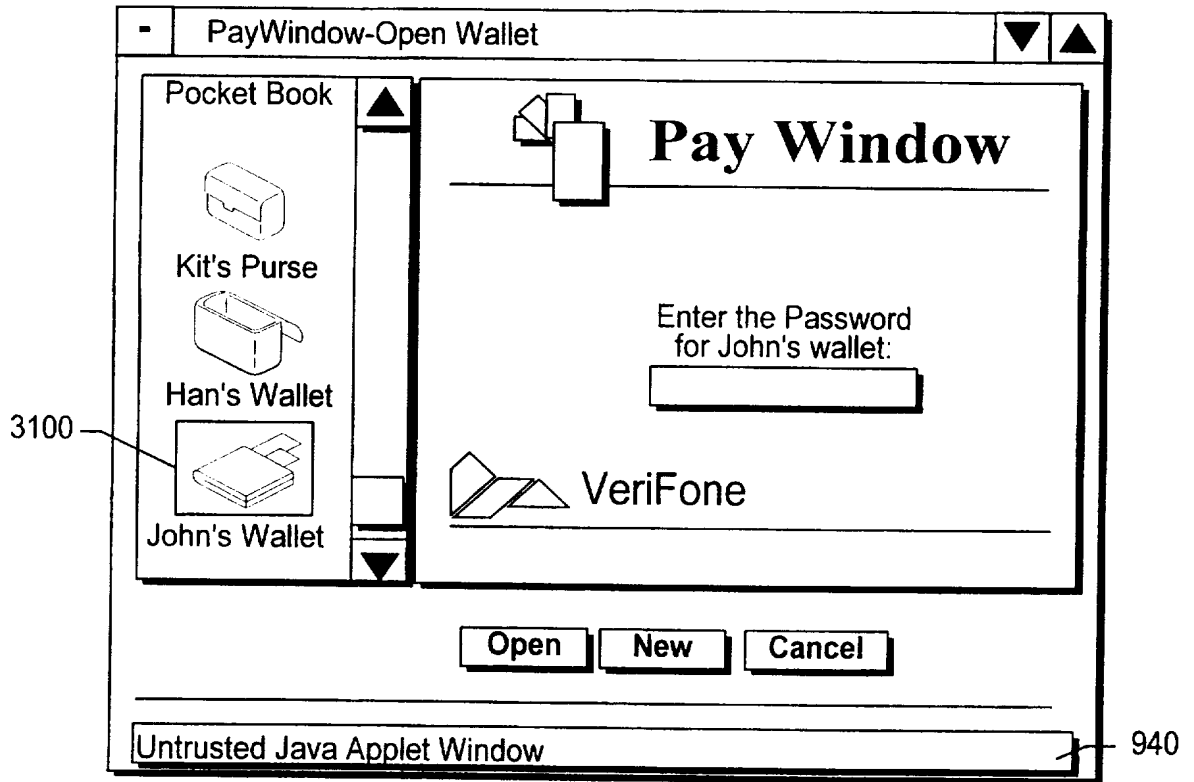 PayWindow-Open Wallet
Pocket Book
Kit's Purse
Han's Wallet
3100
John's Wallet
Pay Window
Enter the Password
for John's wallet:
VeriFone
Open New Cancel
Untrusted Java Applet Window
940